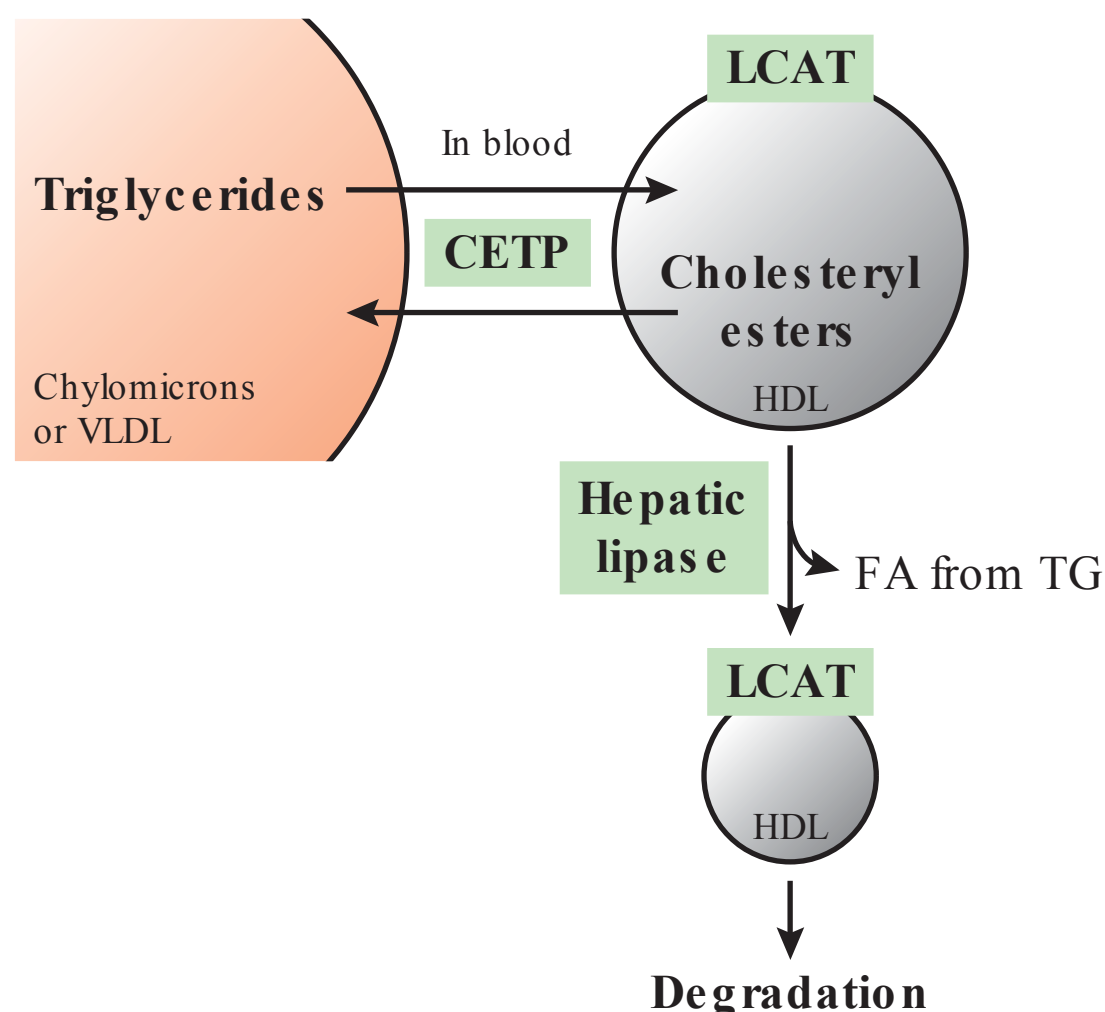 LCAT
In blood
Triglycerides
CETP
Cholesteryl
esters
Chylomicrons
or VLDL
HDL
Hepatic
lipase
FA from TG
LCAT
HDL
Degradation